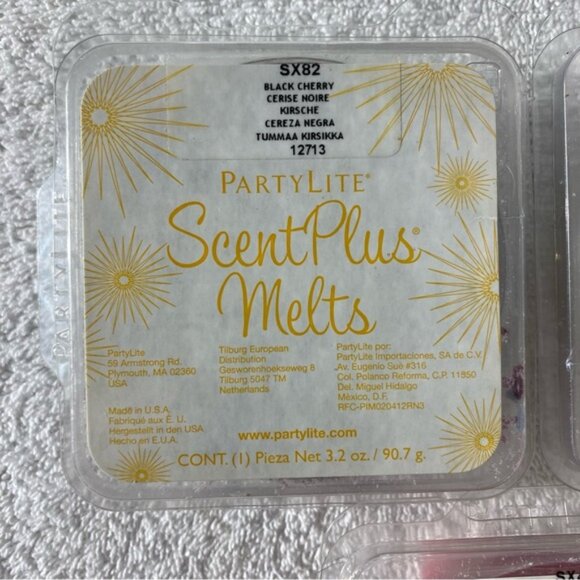 SX82
BLACK CHERRY
CERISE NOIRE
KIRSCHE
CEREZA NEGRA
TUMMAA KIRSIKKA
12713
PARTYLITE®
ScentPlus®
Melts
PartyLite
59 Armstrong Rd.
Plymouth, MA 02360
USA
Tilburg European
Distribution
Gesworenhoekseweg 8
Tilburg 5047 TM
Netherlands
PartyLite por:
PartyLite Importaciones, SA de C.V.
Av. Eugenio Suė #316
Col. Polanco Reforma, C.P. 11550
Del. Miguel Hidalgo
México, D.F.
RFC-PIM020412RN3
Made in U.S.A.
Fabriqué aux É. U.
Hergestellt in den USA
Hecho en E.U.A.
www.partylite.com
CONT. (1) Pieza Net 3.2 oz. / 90.7 g.
PARTYLITE